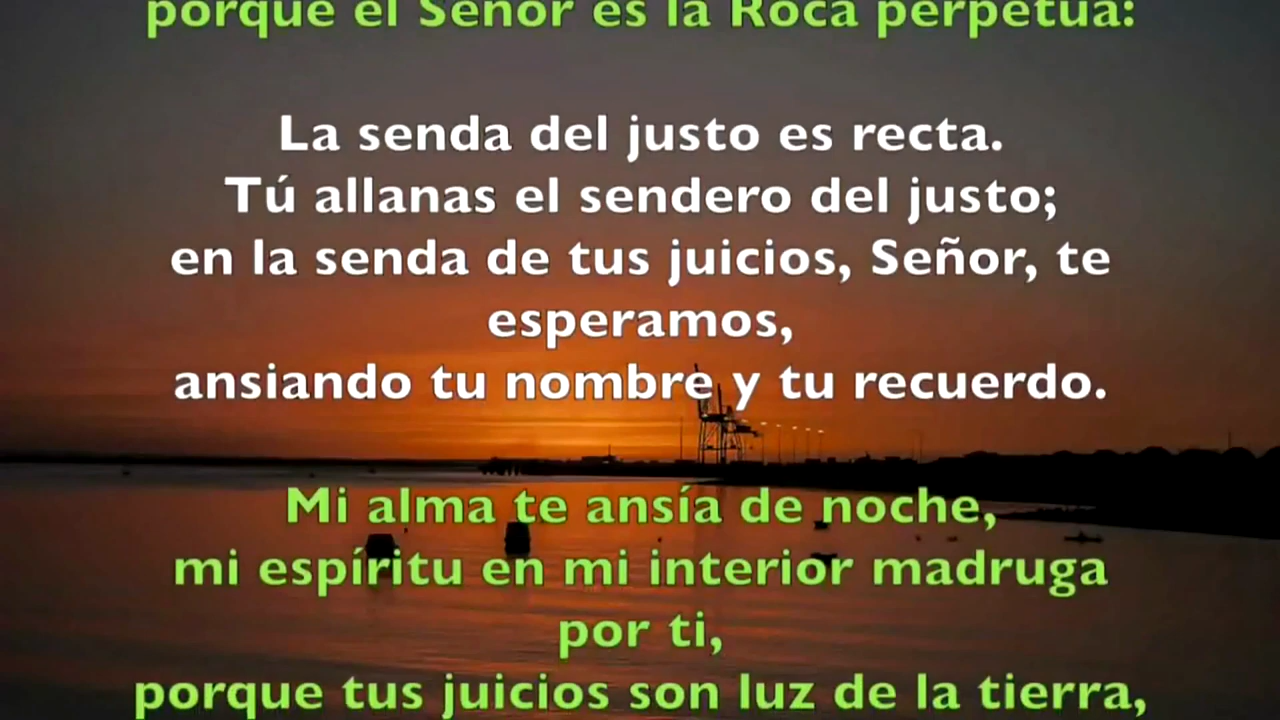 porque el Señor es la Roca perpetua:
La senda del justo es recta.
Tú allanas el sendero del justo;
en la senda de tus juicios, Señor, te
esperamos,
ansiando tu nombre y tu recuerdo.
Mi alma te ansía de noche,
mi espíritu en mi interior madruga
por ti,
porque tus juicios son luz de la tierra,